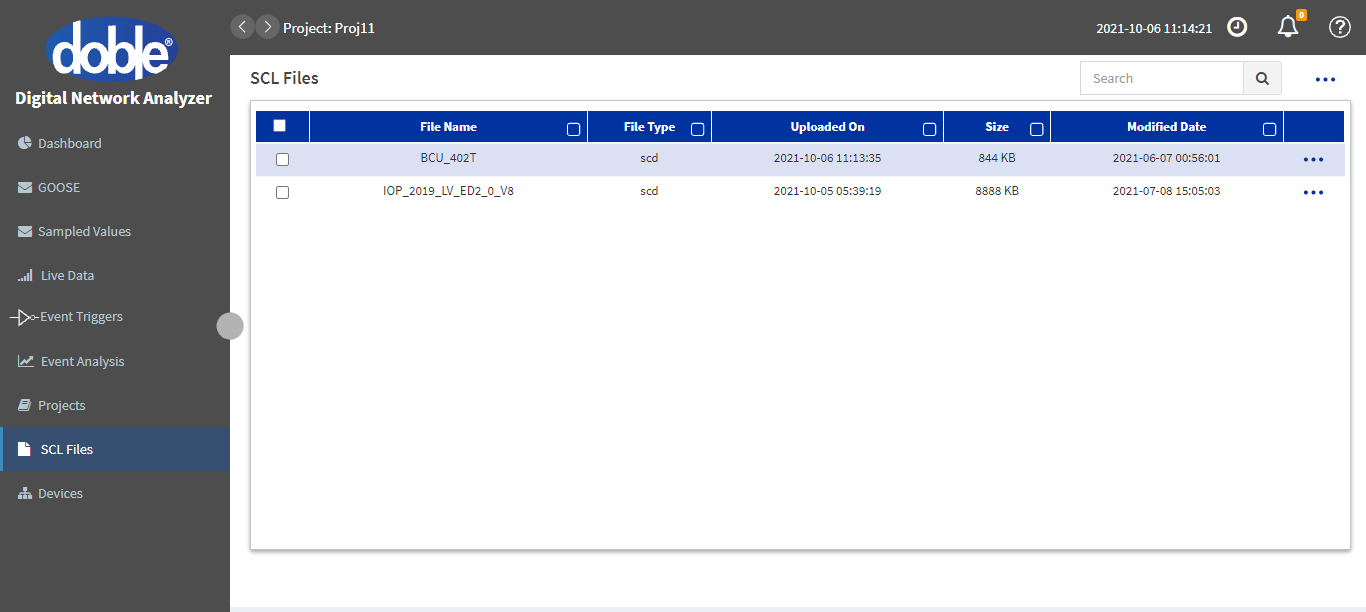 doble®
Digital Network Analyzer
Dashboard
GOOSE
Sampled Values
Live Data
Event Triggers
Event Analysis
Projects
SCL Files
Devices
Project: Proj11
2021-10-06 11:14:21
0
?
SCL Files
Search
File Name File Type Uploaded On Size Modified Date
BCU_402T scd 2021-10-06 11:13:35 844 KB 2021-06-07 00:56:01
IOP_2019_LV_ED2_0_V8 scd 2021-10-05 05:39:19 8888 KB 2021-07-08 15:05:03